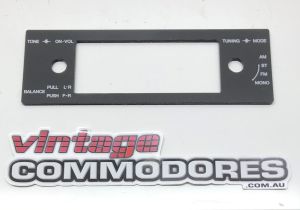 TONE ON-VOL TUNING MODE
AM
ST
FM
MONO
PULL L-R
BALANCE
PUSH F-R
vintage
COMMODORES
.COM.AU